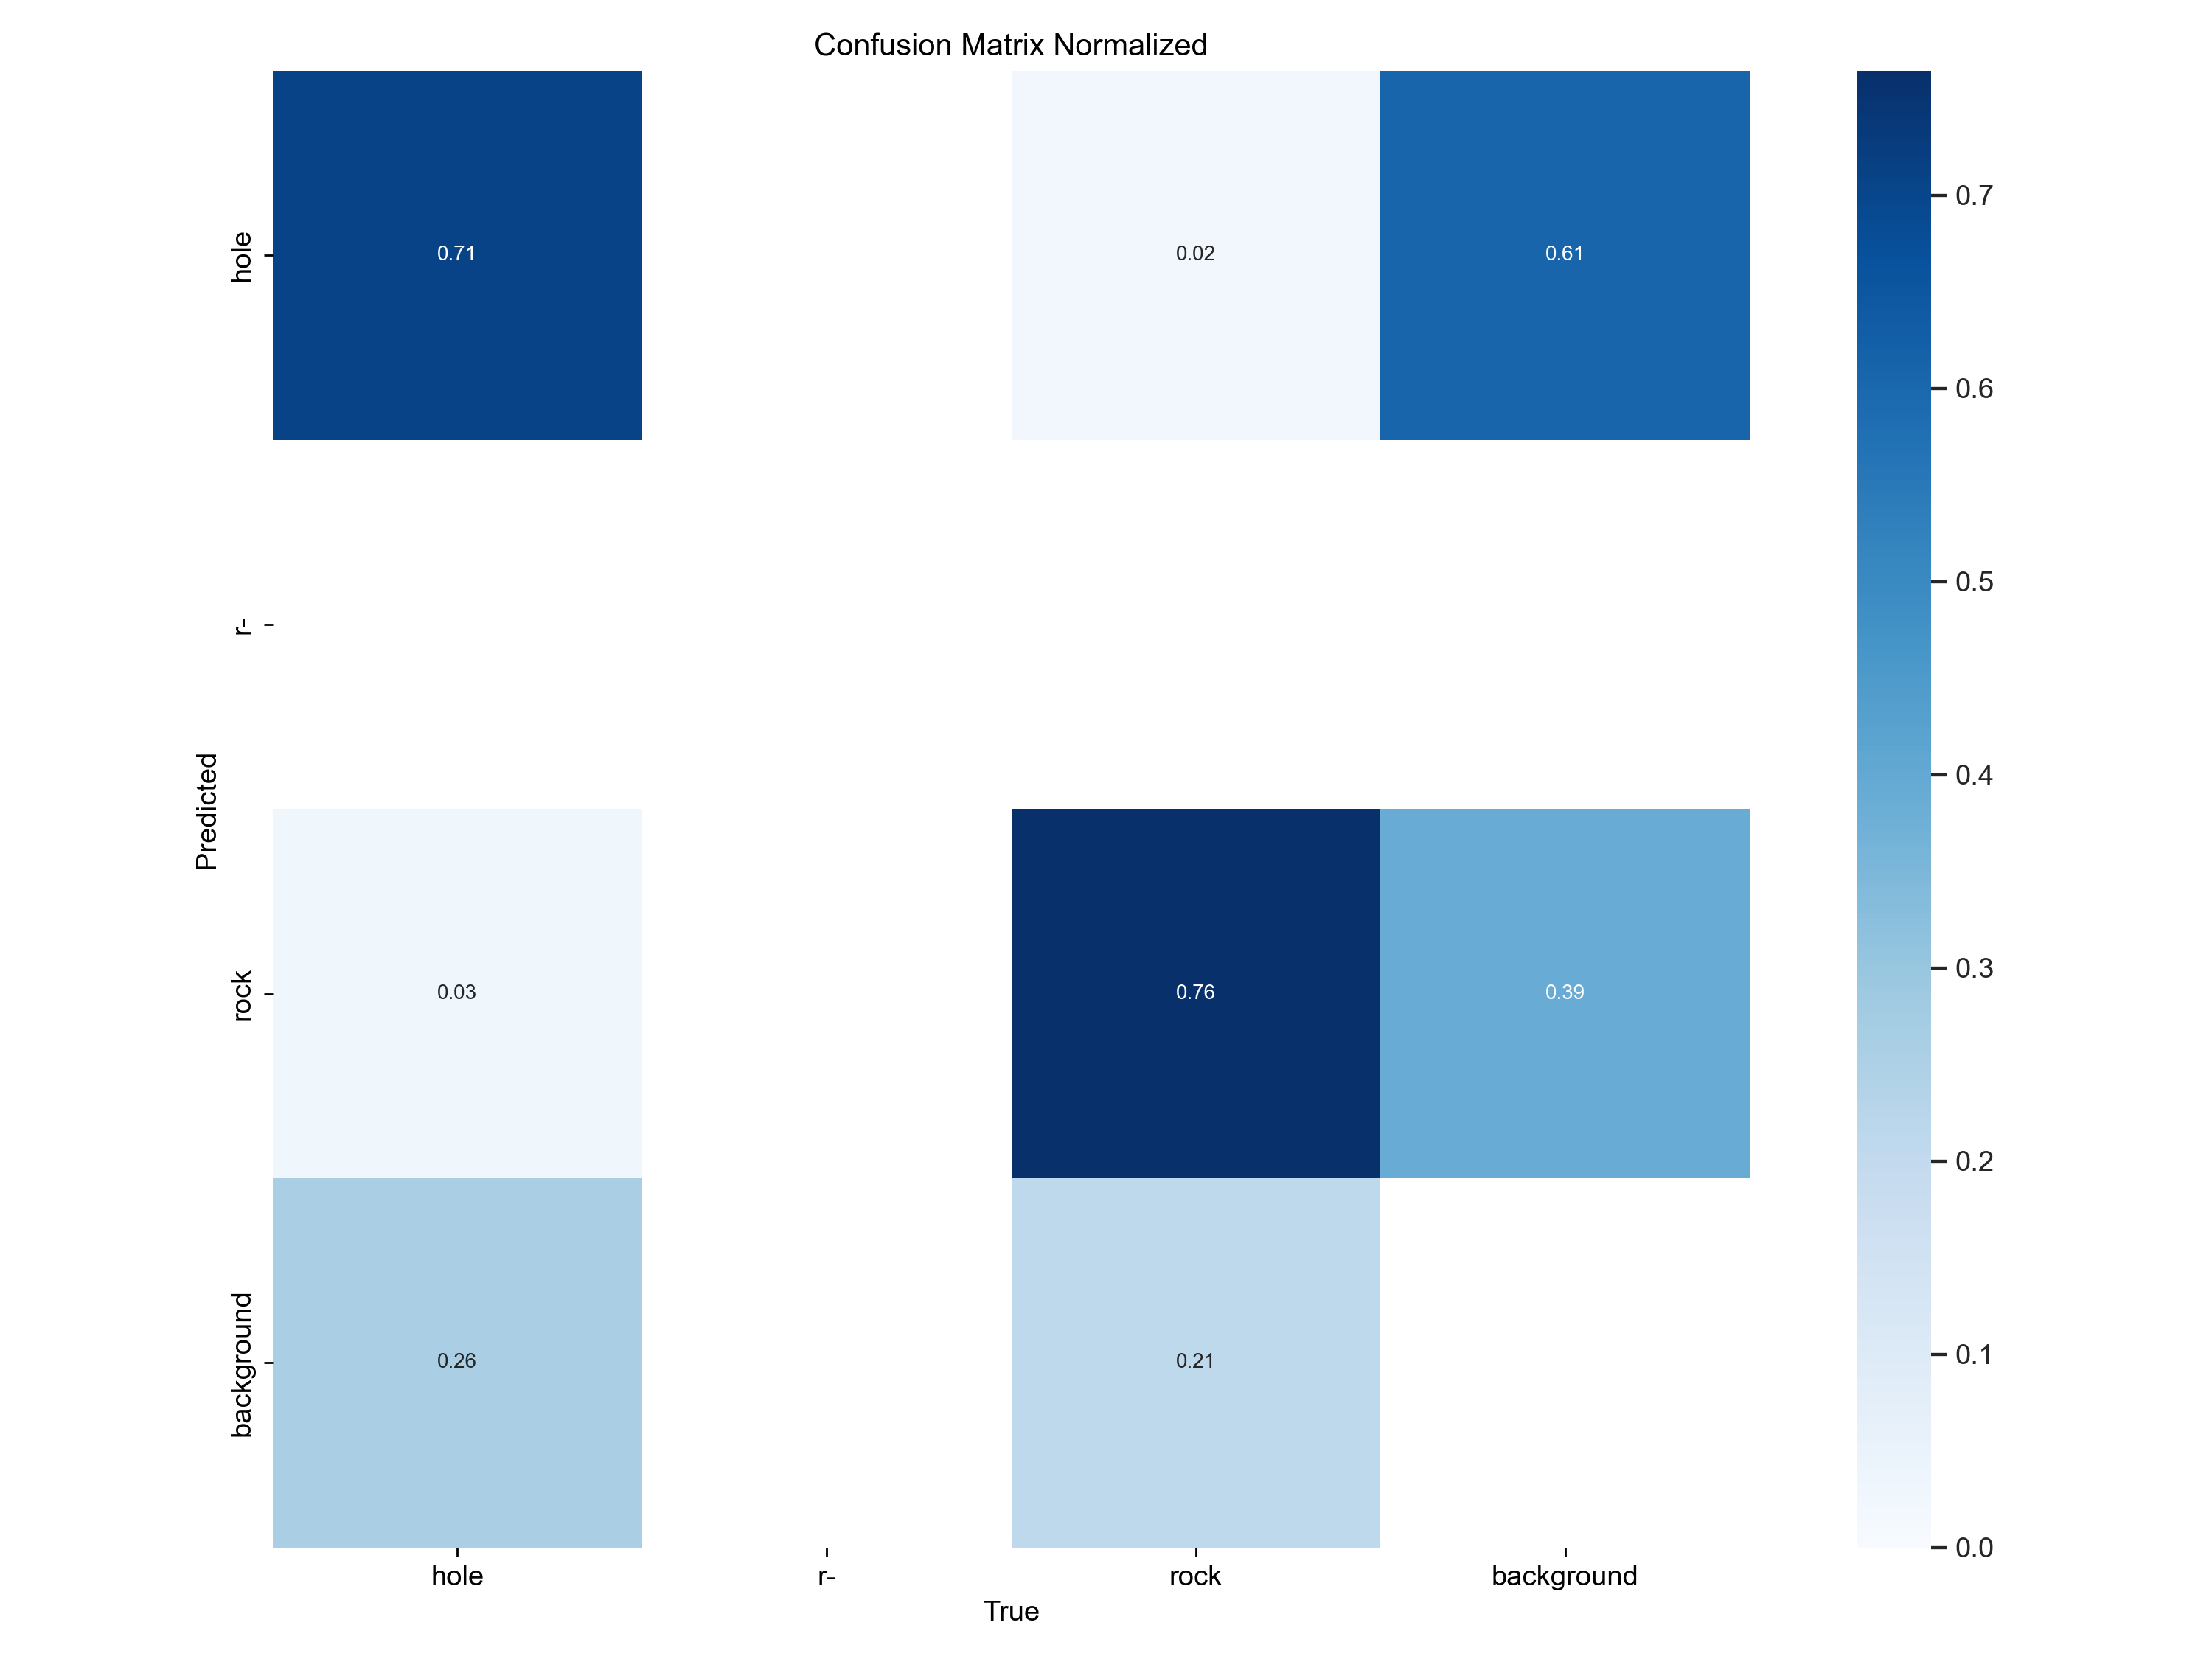 Confusion Matrix Normalized
hole
0.71
0.02
0.61
r-
rock
0.03
0.76
0.39
background
0.26
0.21
Predicted
hole
r-
rock
background
True
0.7
0.6
0.5
0.4
0.3
0.2
0.1
0.0